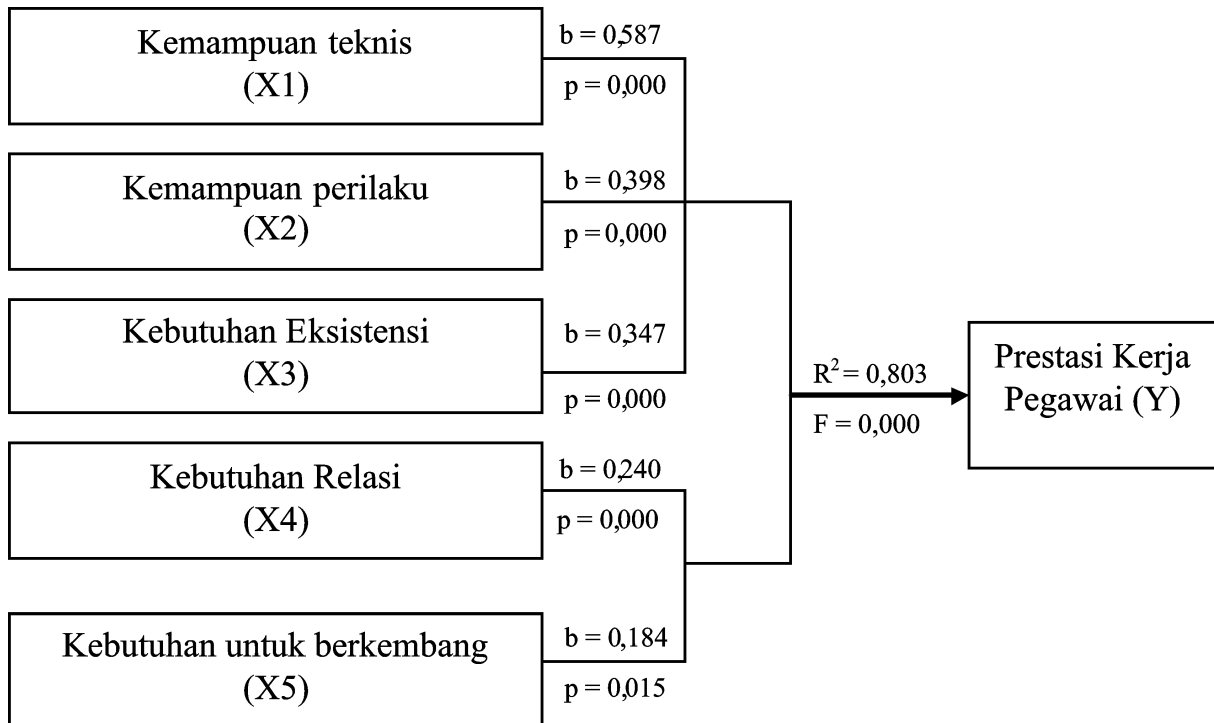 Kemampuan teknis
(X1)
b = 0,587
p = 0,000
Kemampuan perilaku
(X2)
b = 0,398
p = 0,000
Kebutuhan Eksistensi
(X3)
b = 0,347
p = 0,000
Kebutuhan Relasi
(X4)
b = 0,240
p = 0,000
Kebutuhan untuk berkembang
(X5)
b = 0,184
p = 0,015
R² = 0,803
F = 0,000
Prestasi Kerja
Pegawai (Y)